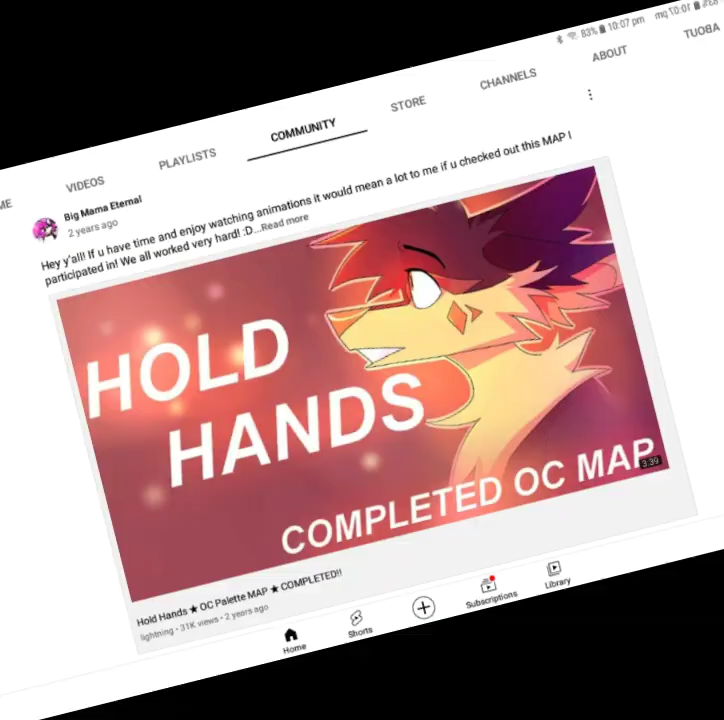 83% 10:07 pm
ME VIDEOS PLAYLISTS COMMUNITY STORE CHANNELS ABOUT
Big Mama Eternal
2 years ago
Hey y'all! If u have time and enjoy watching animations it would mean a lot to me if u checked out this MAP I
participated in! We all worked very hard! :D...Read more
HOLD
HANDS
COMPLETED OC MAP
3:39
Hold Hands ★ OC Palette MAP ★ COMPLETED!!
lightning • 31K views • 2 years ago
Home Shorts Subscriptions Library